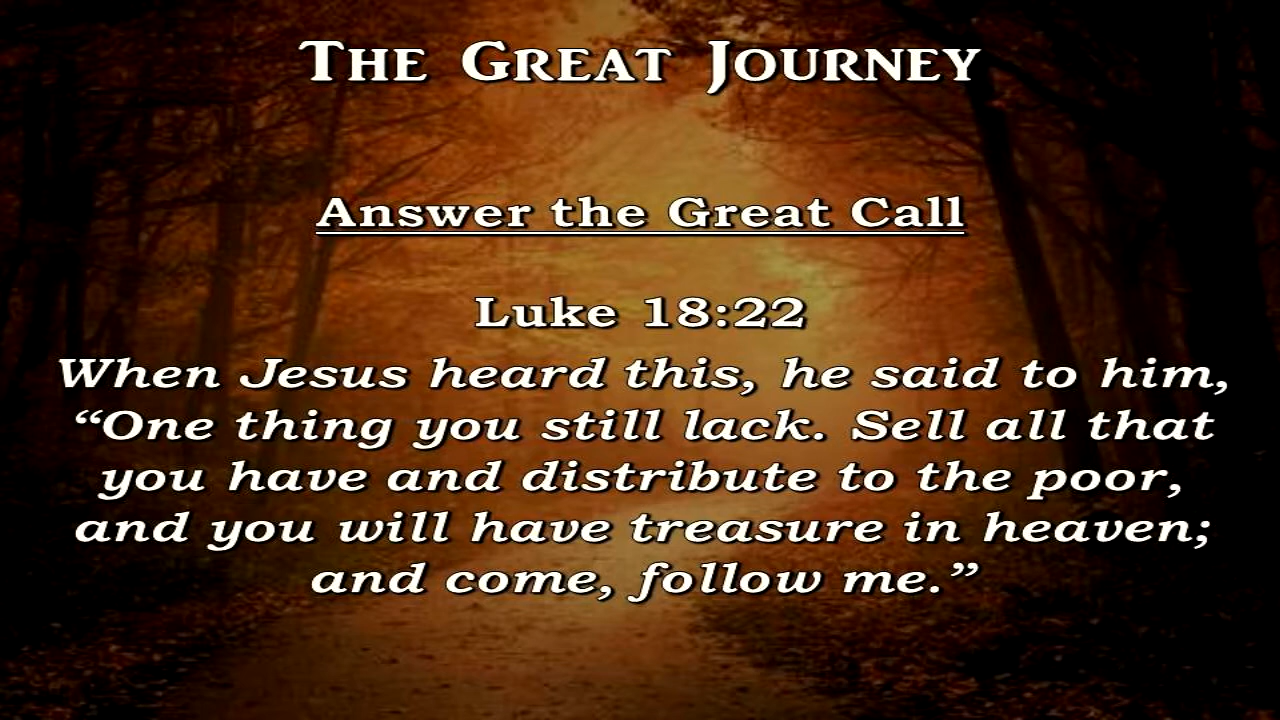 The Great Journey
Answer the Great Call
Luke 18:22
When Jesus heard this, he said to him,
“One thing you still lack. Sell all that
you have and distribute to the poor,
and you will have treasure in heaven;
and come, follow me.”